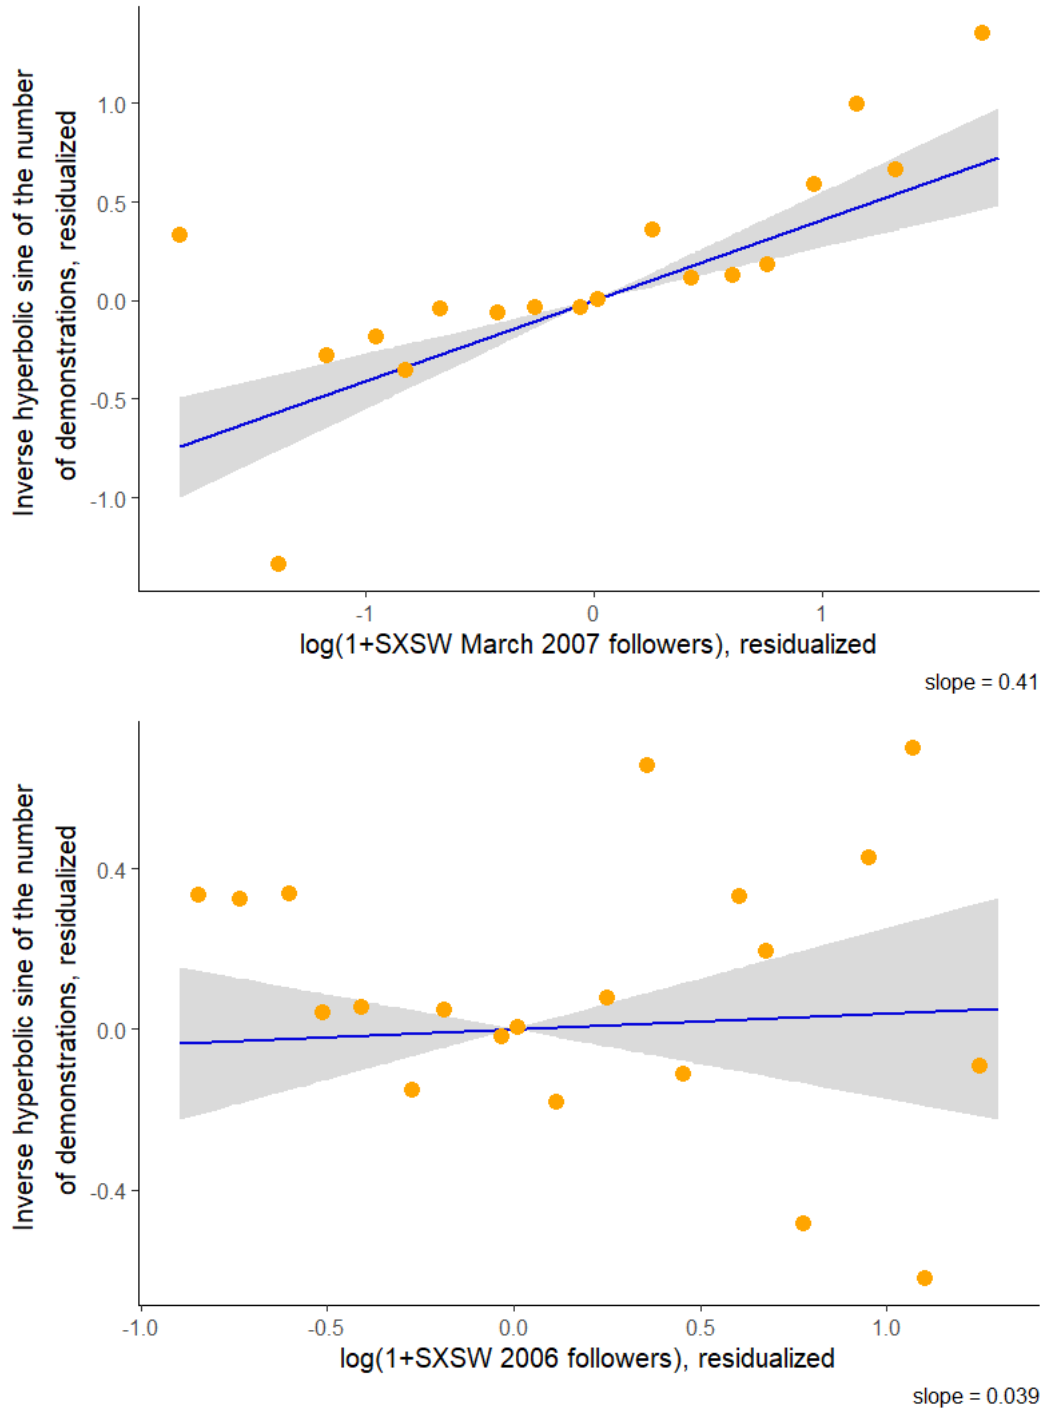 Inverse hyperbolic sine of the number
of demonstrations, residualized
1.0
0.5
0.0
-0.5
-1.0
-1
0
1
log(1+SXSW March 2007 followers), residualized
slope = 0.41
Inverse hyperbolic sine of the number
of demonstrations, residualized
0.4
0.0
-0.4
-1.0
-0.5
0.0
0.5
1.0
log(1+SXSW 2006 followers), residualized
slope = 0.039